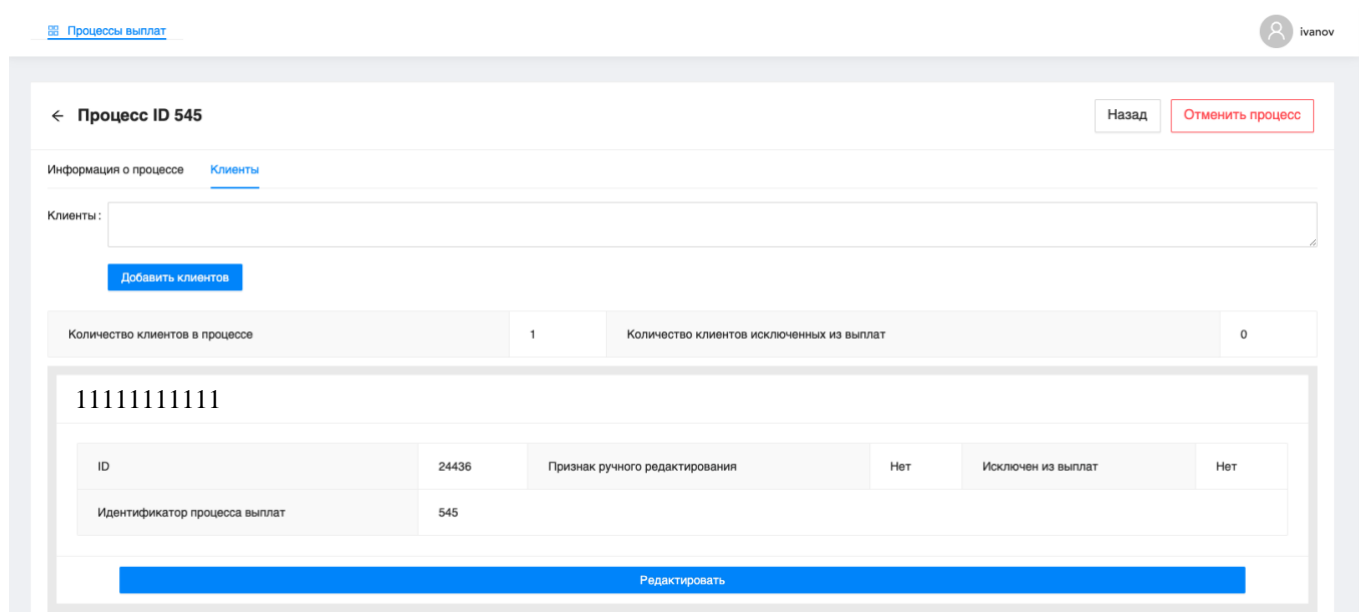 Процессы выплат
ivanov
Процесс ID 545
Назад
Отменить процесс
Информация о процессе
Клиенты
Клиенты :
Добавить клиентов
Количество клиентов в процессе
1
Количество клиентов исключенных из выплат
0
11111111111
ID
24436
Признак ручного редактирования
Нет
Исключен из выплат
Нет
Идентификатор процесса выплат
545
Редактировать